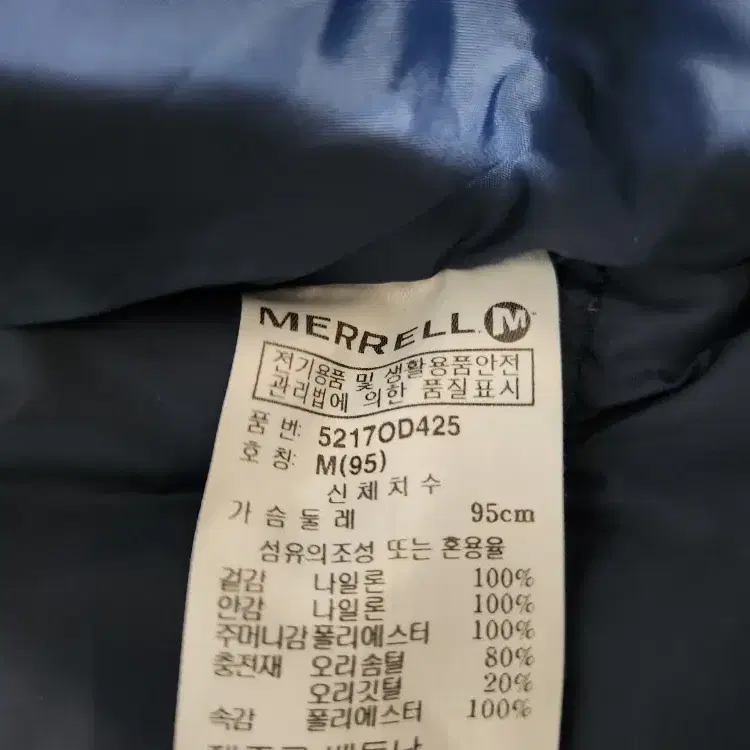 MERRELL M
전기용품 및 생활용품안전
관리법에 의한 품질표시
품 번: 5217OD425
호 칭: M(95)
신체치수
가슴둘레 95cm
섬유의조성 또는 혼용율
겉감 나일론 100%
안감 나일론 100%
주머니감 폴리에스터 100%
충전재 오리솜털 80%
오리깃털 20%
속감 폴리에스터 100%